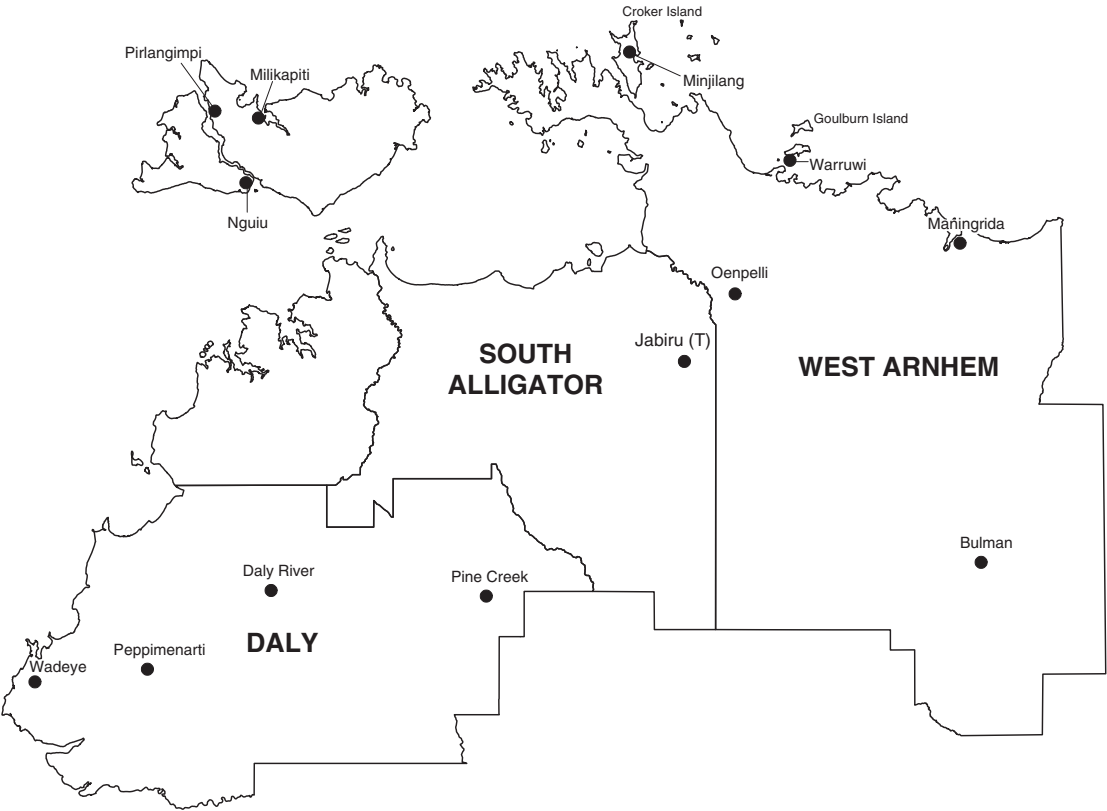 Croker Island
Pirlangimpi
Milikapiti
Minjilang
Goulburn Island
Warruwi
Nguiu
Maningrida
Oenpelli
Jabiru (T)
SOUTH
ALLIGATOR
WEST ARNHEM
Bulman
Daly River
Pine Creek
DALY
Peppimenarti
Wadeye